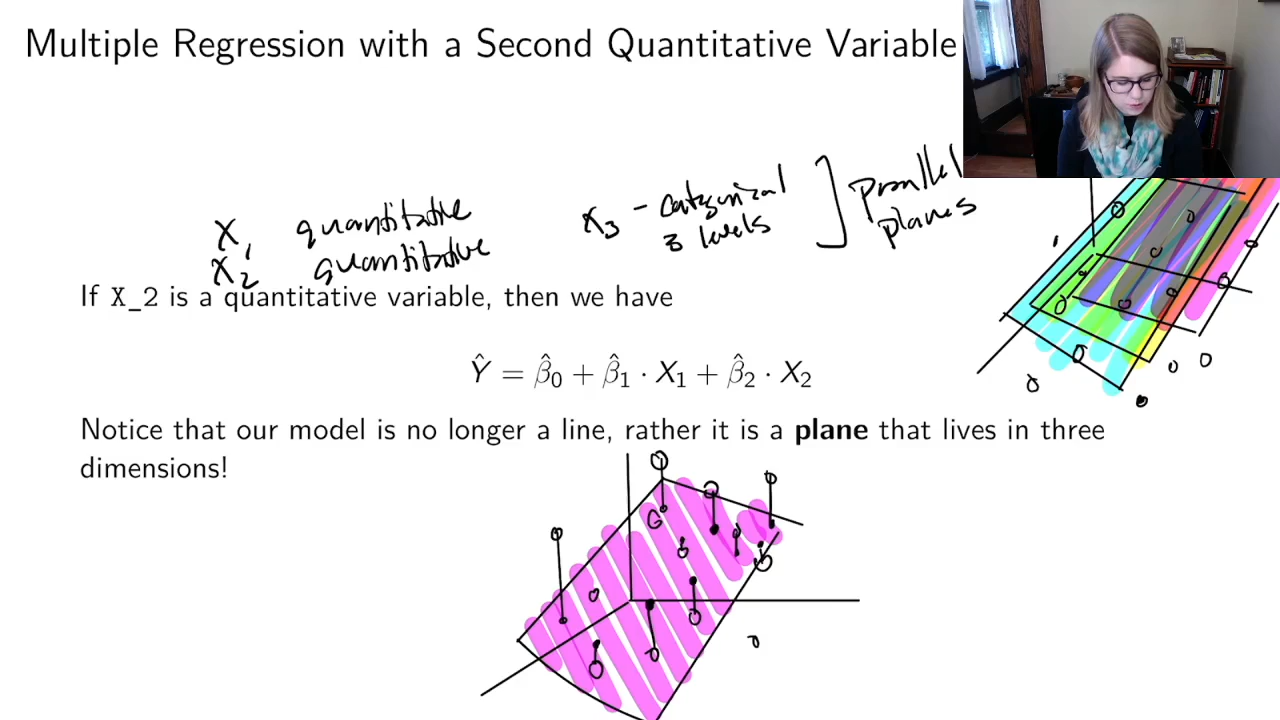 Multiple Regression with a Second Quantitative Variable
X1 quantitative
X2 quantitative
X3 - categorical
3 levels
parallel
planes
If X_2 is a quantitative variable, then we have
Ŷ = β̂0 + β̂1 · X1 + β̂2 · X2
Notice that our model is no longer a line, rather it is a plane that lives in three
dimensions!